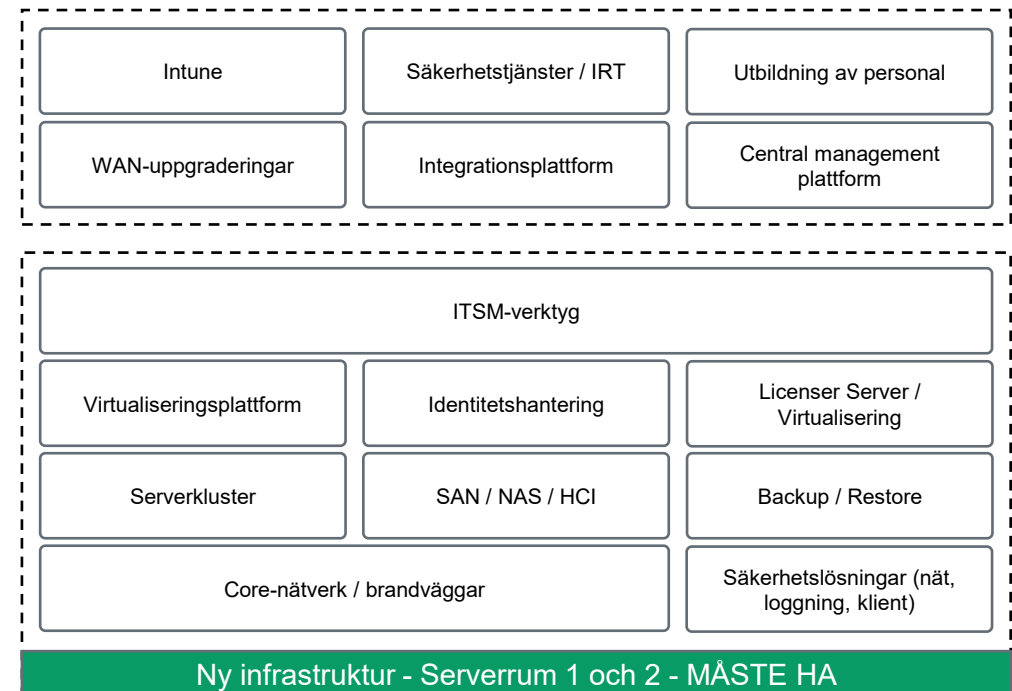 Intune
Säkerhetstjänster / IRT
Utbildning av personal
WAN-uppgraderingar
Integrationsplattform
Central management
plattform
ITSM-verktyg
Virtualiseringsplattform
Identitetshantering
Licenser Server /
Virtualisering
Serverkluster
SAN / NAS / HCI
Backup / Restore
Core-nätverk / brandväggar
Säkerhetslösningar (nät,
loggning, klient)
Ny infrastruktur - Serverrum 1 och 2 - MÅSTE HA